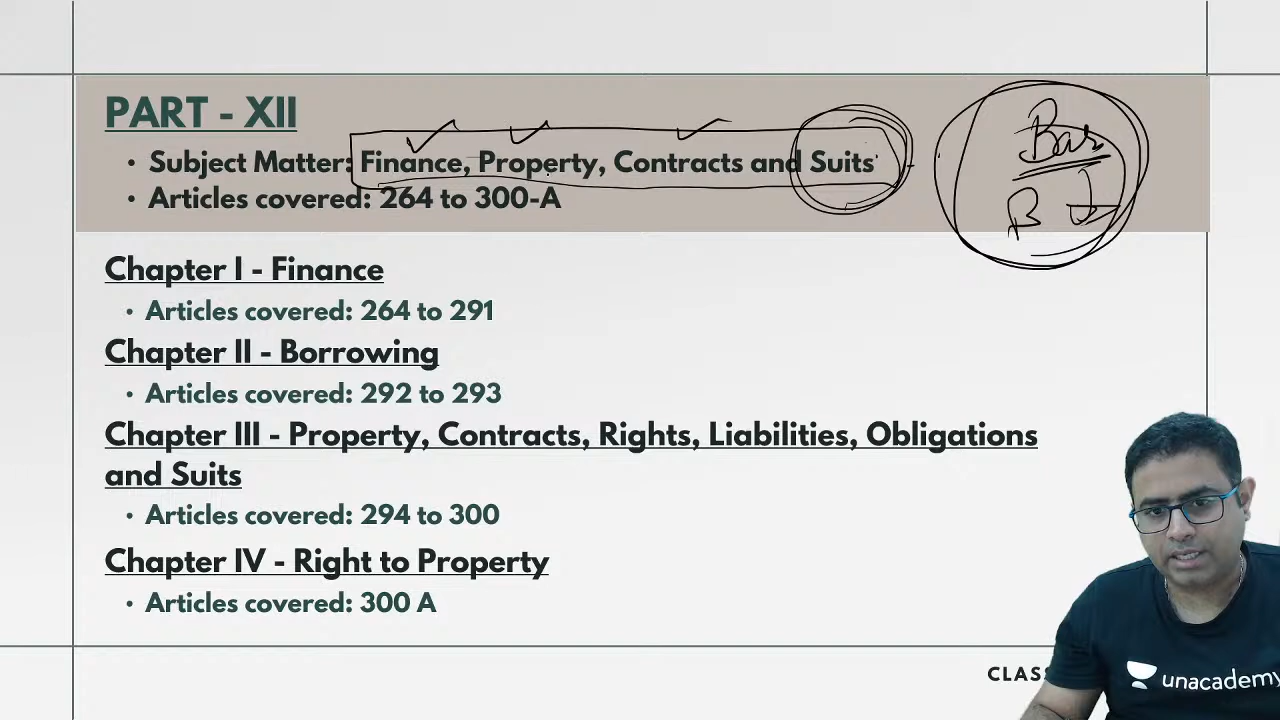 PART - XII
• Subject Matter: Finance, Property, Contracts and Suits
• Articles covered: 264 to 300-A
Chapter I - Finance
• Articles covered: 264 to 291
Chapter II - Borrowing
• Articles covered: 292 to 293
Chapter III - Property, Contracts, Rights, Liabilities, Obligations
and Suits
• Articles covered: 294 to 300
Chapter IV - Right to Property
• Articles covered: 300 A
CLAS
unacademy